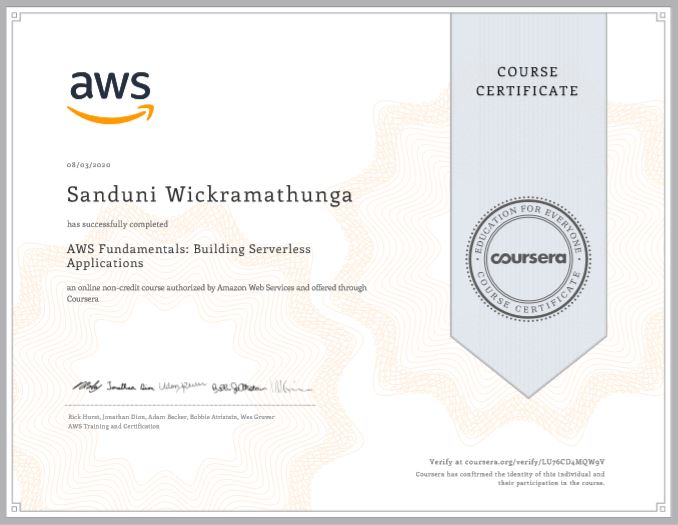 aws
COURSE
CERTIFICATE
08/03/2020
Sanduni Wickramathunga
has successfully completed
AWS Fundamentals: Building Serverless
Applications
an online non-credit course authorized by Amazon Web Services and offered through
Coursera
EDUCATION FOR EVERYONE
coursera
COURSE CERTIFICATE
Jonathan Dion
Rick Hurst, Jonathan Dion, Adam Becker, Bobbie Atristain, Wes Gruver
AWS Training and Certification
Verify at coursera.org/verify/LU76CD4MQW9V
Coursera has confirmed the identity of this individual and
their participation in the course.